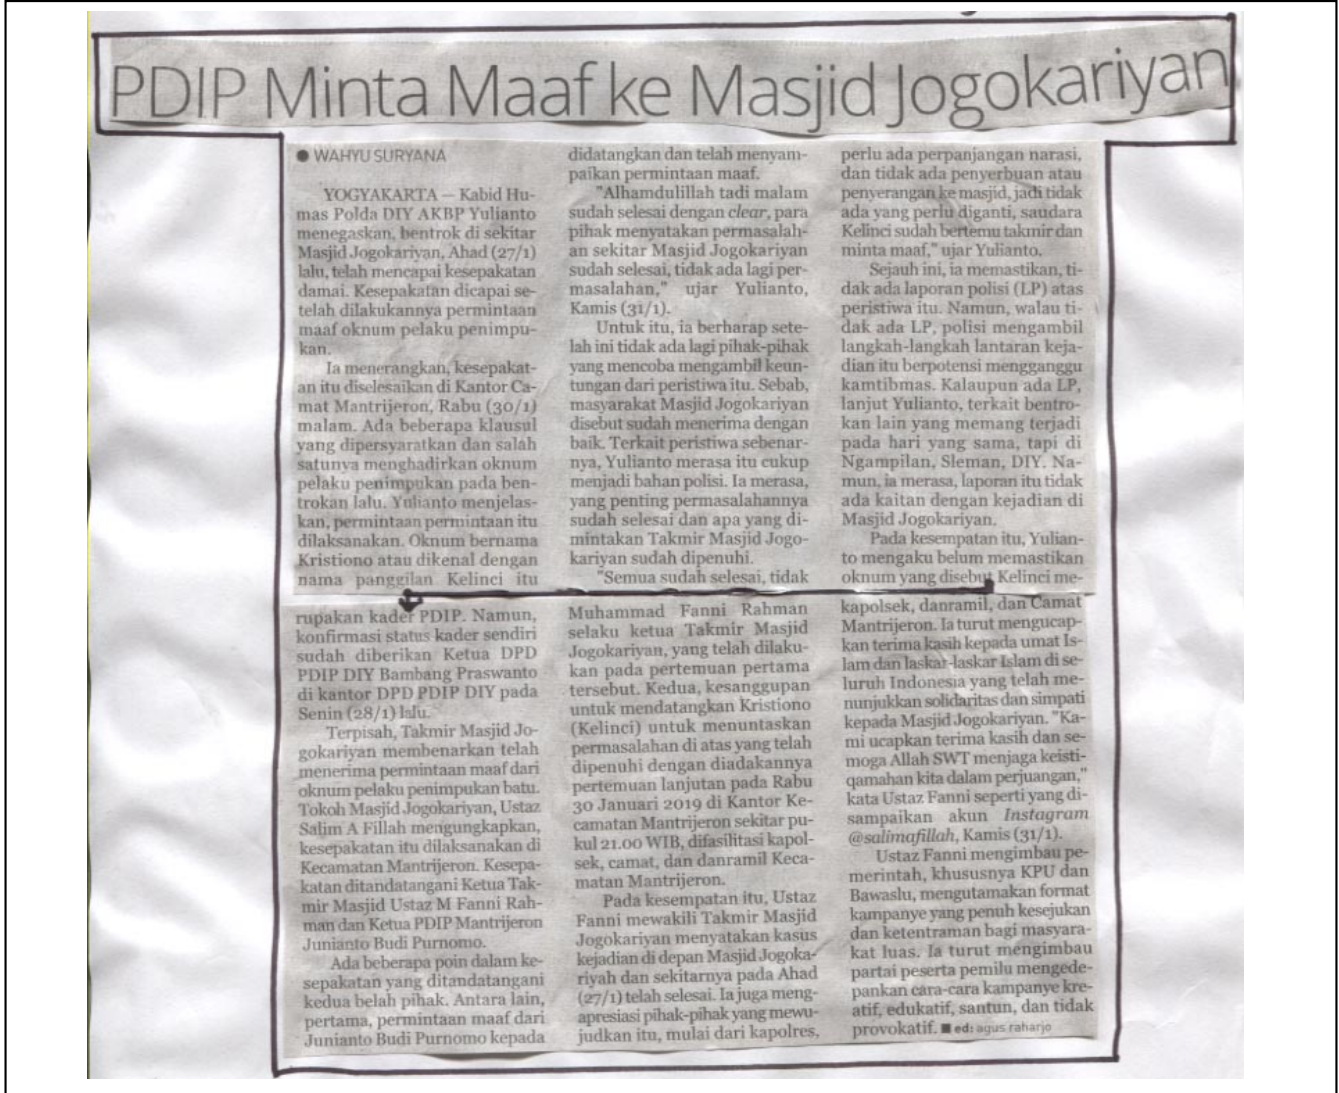 PDIP Minta Maaf ke Masjid Jogokariyan
● WAHYU SURYANA
YOGYAKARTA — Kabid Hu-
mas Polda DIY AKBP Yulianto
menegaskan, bentrok di sekitar
Masjid Jogokariyan, Ahad (27/1)
lalu, telah mencapai kesepakatan
damai. Kesepakatan dicapai se-
telah dilakukannya permintaan
maaf oknum pelaku penimpu-
kan.
Ia menerangkan, kesepakat-
an itu diselesaikan di Kantor Ca-
mat Mantrijeron, Rabu (30/1)
malam. Ada beberapa klausul
yang dipersyaratkan dan salah
satunya menghadirkan oknum
pelaku penimpukan pada ben-
trokan lalu. Yulianto menjelas-
kan, permintaan permintaan itu
dilaksanakan. Oknum bernama
Kristiono atau dikenal dengan
nama panggilan Kelinci itu
didatangkan dan telah menyam-
paikan permintaan maaf.
"Alhamdulillah tadi malam
sudah selesai dengan clear, para
pihak menyatakan permasalah-
an sekitar Masjid Jogokariyan
sudah selesai, tidak ada lagi per-
masalahan," ujar Yulianto,
Kamis (31/1).
Untuk itu, ia berharap sete-
lah ini tidak ada lagi pihak-pihak
yang mencoba mengambil keun-
tungan dari peristiwa itu. Sebab,
masyarakat Masjid Jogokariyan
disebut sudah menerima dengan
baik. Terkait peristiwa sebenar-
nya, Yulianto merasa itu cukup
menjadi bahan polisi. Ia merasa,
yang penting permasalahannya
sudah selesai dan apa yang di-
mintakan Takmir Masjid Jogo-
kariyan sudah dipenuhi.
"Semua sudah selesai, tidak
perlu ada perpanjangan narasi,
dan tidak ada penyerbuan atau
penyerangan ke masjid, jadi tidak
ada yang perlu diganti, saudara
Kelinci sudah bertemu takmir dan
minta maaf," ujar Yulianto.
Sejauh ini, ia memastikan, ti-
dak ada laporan polisi (LP) atas
peristiwa itu. Namun, walau ti-
dak ada LP, polisi mengambil
langkah-langkah lantaran keja-
dian itu berpotensi mengganggu
kamtibmas. Kalaupun ada LP,
lanjut Yulianto, terkait bentro-
kan lain yang memang terjadi
pada hari yang sama, tapi di
Ngampilan, Sleman, DIY. Na-
mun, ia merasa, laporan itu tidak
ada kaitan dengan kejadian di
Masjid Jogokariyan.
Pada kesempatan itu, Yulian-
to mengaku belum memastikan
oknum yang disebut Kelinci me-
rupakan kader PDIP. Namun,
konfirmasi status kader sendiri
sudah diberikan Ketua DPD
PDIP DIY Bambang Praswanto
di kantor DPD PDIP DIY pada
Senin (28/1) lalu.
Terpisah, Takmir Masjid Jo-
gokariyan membenarkan telah
menerima permintaan maaf dari
oknum pelaku penimpukan batu.
Tokoh Masjid Jogokariyan, Ustaz
Salim A Fillah mengungkapkan,
kesepakatan itu dilaksanakan di
Kecamatan Mantrijeron. Kesepa-
katan ditandatangani Ketua Tak-
mir Masjid Ustaz M Fanni Rah-
man dan Ketua PDIP Mantrijeron
Junianto Budi Purnomo.
Ada beberapa poin dalam ke-
sepakatan yang ditandatangani
kedua belah pihak. Antara lain,
pertama, permintaan maaf dari
Junianto Budi Purnomo kepada
Muhammad Fanni Rahman
selaku ketua Takmir Masjid
Jogokariyan, yang telah dilaku-
kan pada pertemuan pertama
tersebut. Kedua, kesanggupan
untuk mendatangkan Kristiono
(Kelinci) untuk menuntaskan
permasalahan di atas yang telah
dipenuhi dengan diadakannya
pertemuan lanjutan pada Rabu
30 Januari 2019 di Kantor Ke-
camatan Mantrijeron sekitar pu-
kul 21.00 WIB, difasilitasi kapol-
sek, camat, dan danramil Keca-
matan Mantrijeron.
Pada kesempatan itu, Ustaz
Fanni mewakili Takmir Masjid
Jogokariyan menyatakan kasus
kejadian di depan Masjid Jogoka-
riyah dan sekitarnya pada Ahad
(27/1) telah selesai. Ia juga meng-
apresiasi pihak-pihak yang mewu-
judkan itu, mulai dari kapolres,
kapolsek, danramil, dan Camat
Mantrijeron. Ia turut mengucap-
kan terima kasih kepada umat Is-
lam dan laskar-laskar Islam di se-
luruh Indonesia yang telah me-
nunjukkan solidaritas dan simpati
kepada Masjid Jogokariyan. "Ka-
mi ucapkan terima kasih dan se-
moga Allah SWT menjaga keisti-
qamahan kita dalam perjuangan,"
kata Ustaz Fanni seperti yang di-
sampaikan akun Instagram
@salimafillah, Kamis (31/1).
Ustaz Fanni mengimbau pe-
merintah, khususnya KPU dan
Bawaslu, mengutamakan format
kampanye yang penuh kesejukan
dan ketentraman bagi masyara-
kat luas. Ia turut mengimbau
partai peserta pemilu mengede-
pankan cara-cara kampanye kre-
atif, edukatif, santun, dan tidak
provokatif. ■ ed: agus raharjo